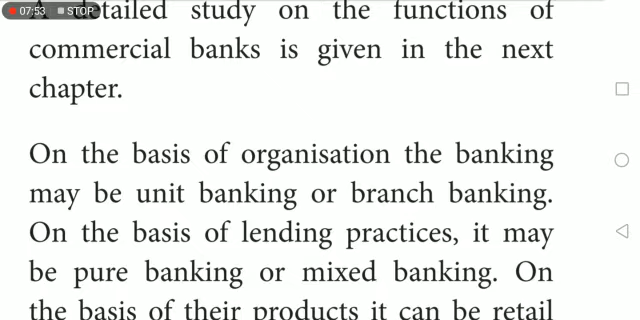 07:53 STOP
A detailed study on the functions of
commercial banks is given in the next
chapter.
On the basis of organisation the banking
may be unit banking or branch banking.
On the basis of lending practices, it may
be pure banking or mixed banking. On
the basis of their products it can be retail